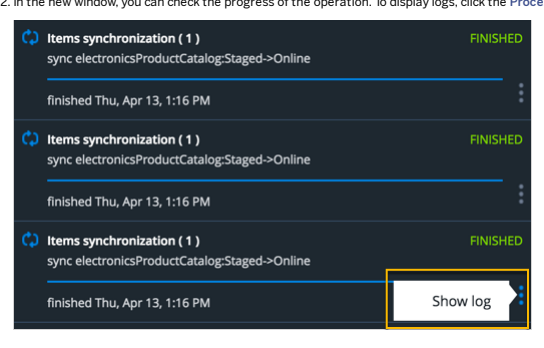 2. In the new window, you can check the progress of the operation. To display logs, click the Proce
Items synchronization ( 1 ) FINISHED
sync electronicsProductCatalog:Staged->Online
finished Thu, Apr 13, 1:16 PM
Items synchronization ( 1 ) FINISHED
sync electronicsProductCatalog:Staged->Online
finished Thu, Apr 13, 1:16 PM
Items synchronization ( 1 ) FINISHED
sync electronicsProductCatalog:Staged->Online
finished Thu, Apr 13, 1:16 PM Show log